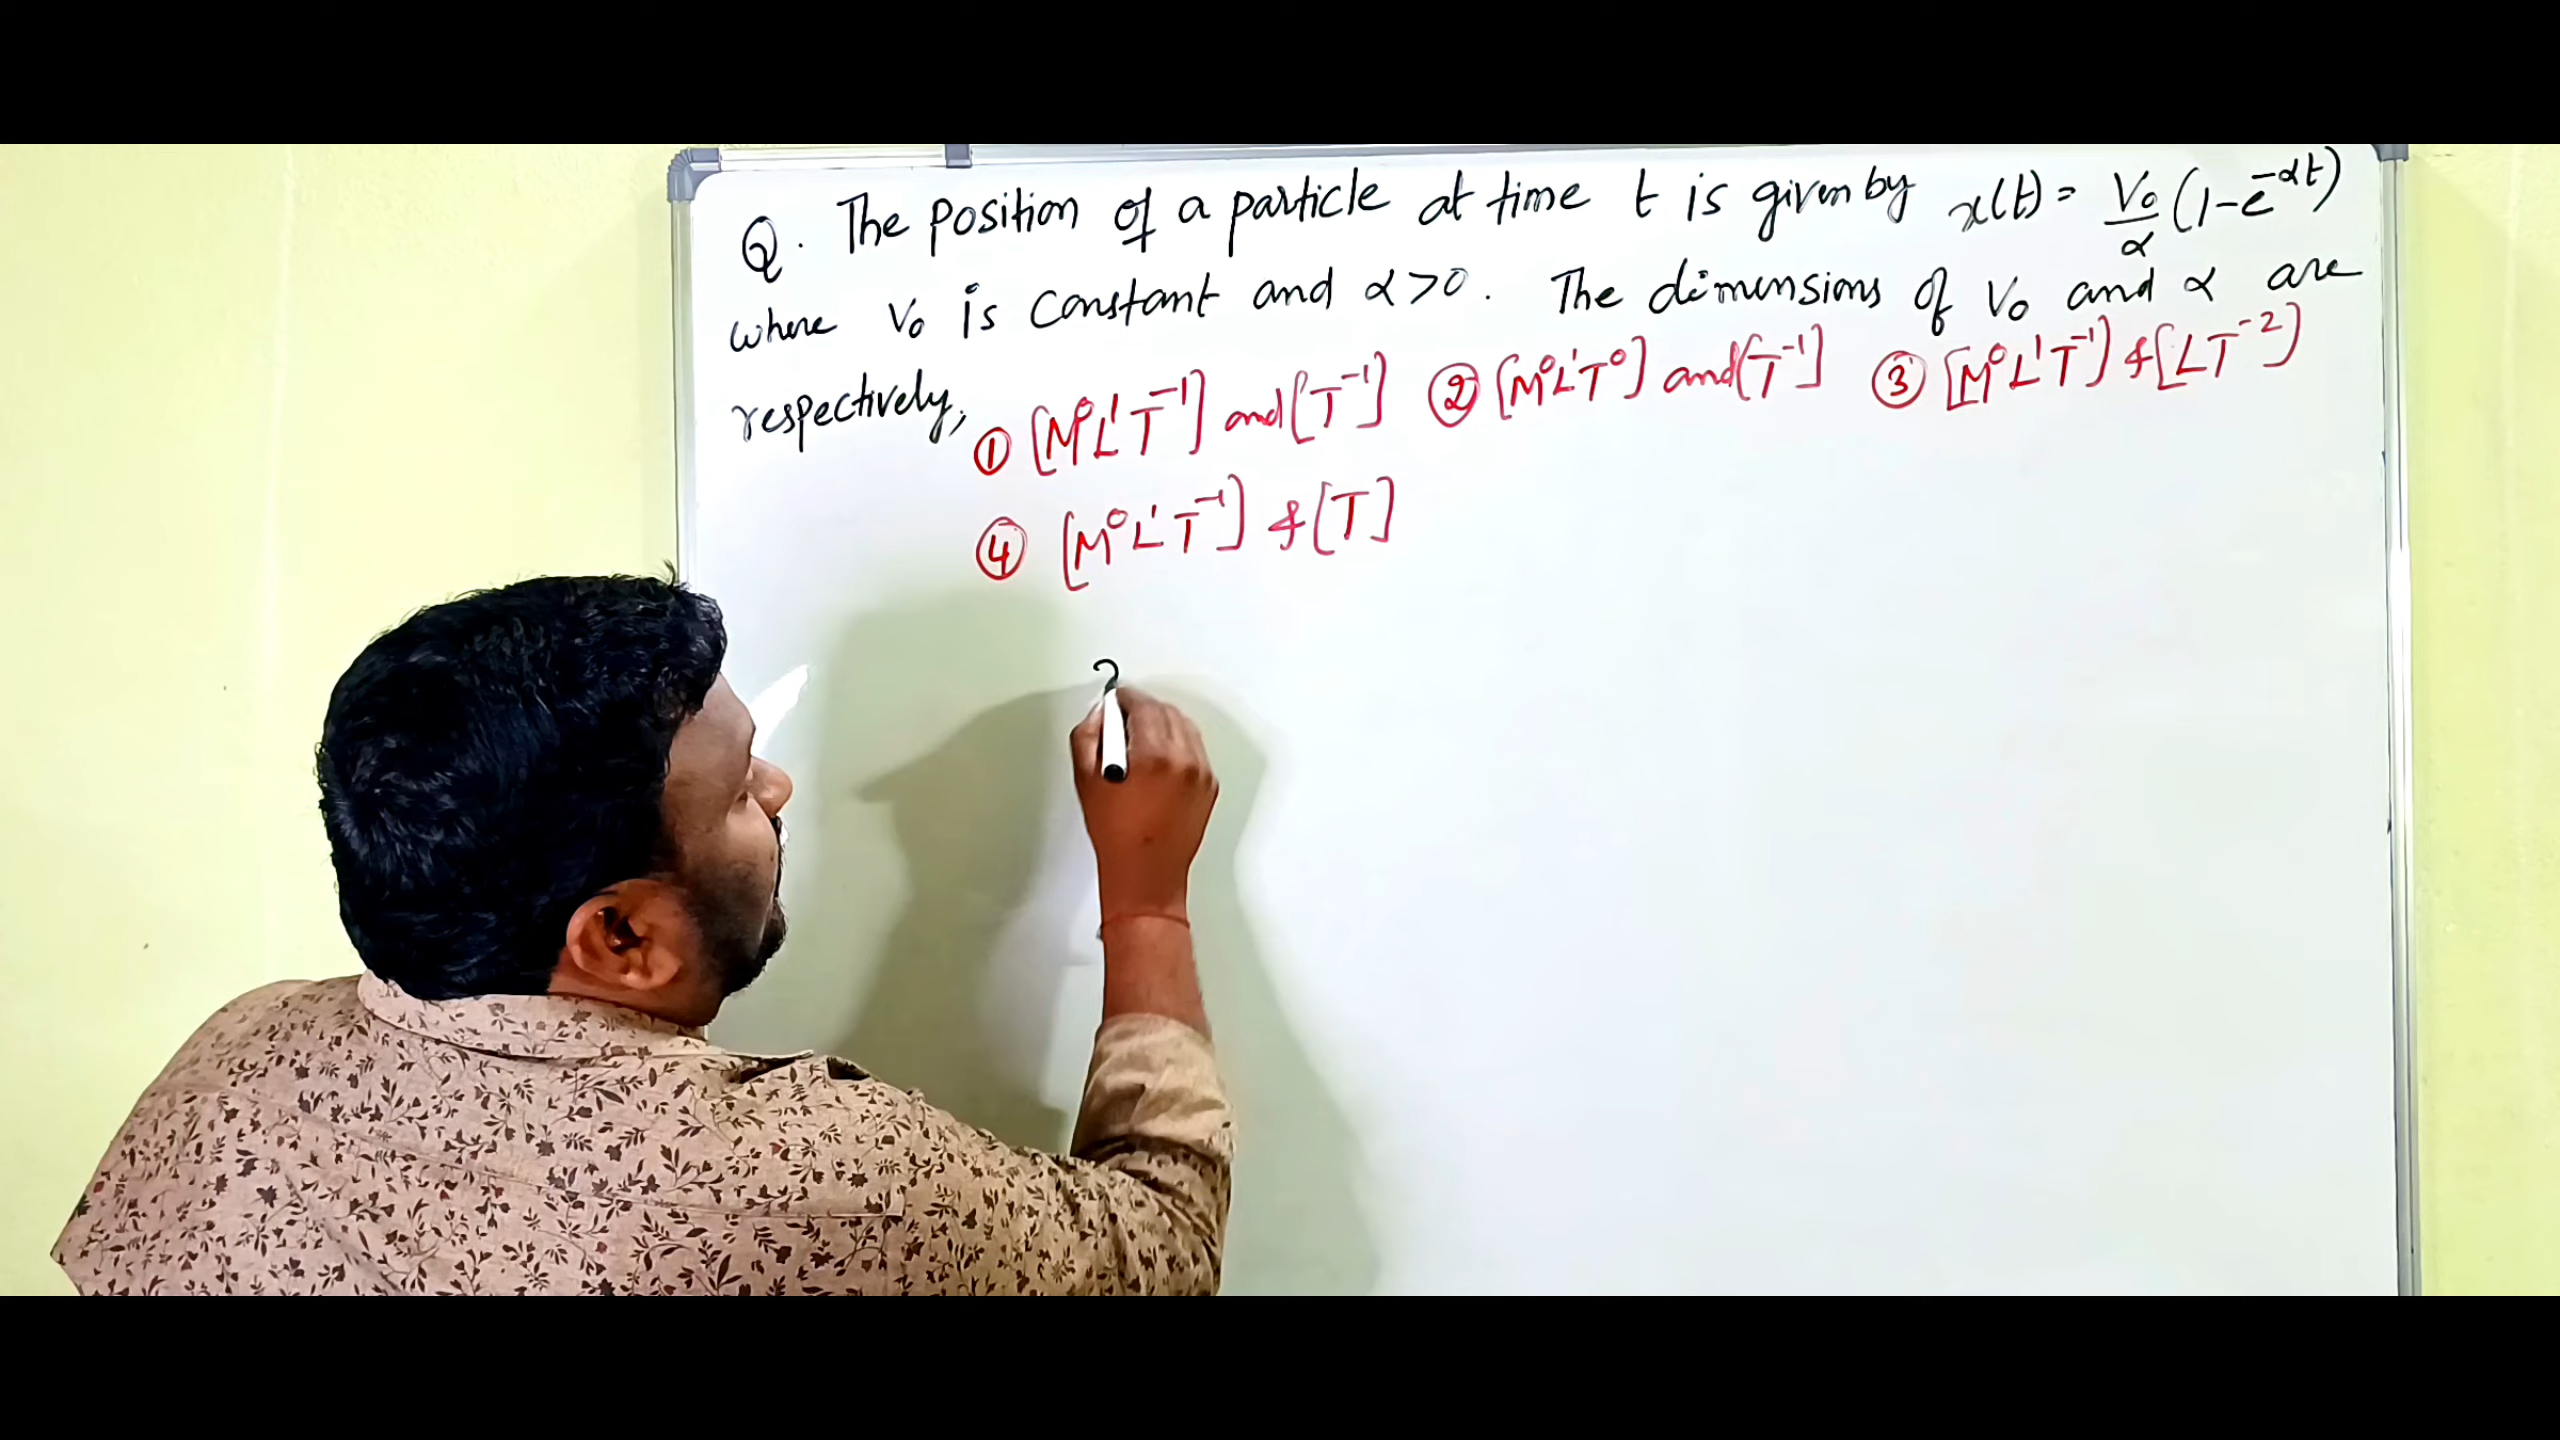 Q. The position of a particle at time t is given by x(t) = V₀/α (1-e^-αt)
where V₀ is constant and α > 0. The dimensions of V₀ and α are
respectively,
① [M⁰L¹T⁻¹] and [T⁻¹] ② [M⁰L¹T⁰] and [T⁻¹] ③ [M⁰L¹T⁻¹] & [LT⁻²]
④ [M⁰L¹T⁻¹] & [T]